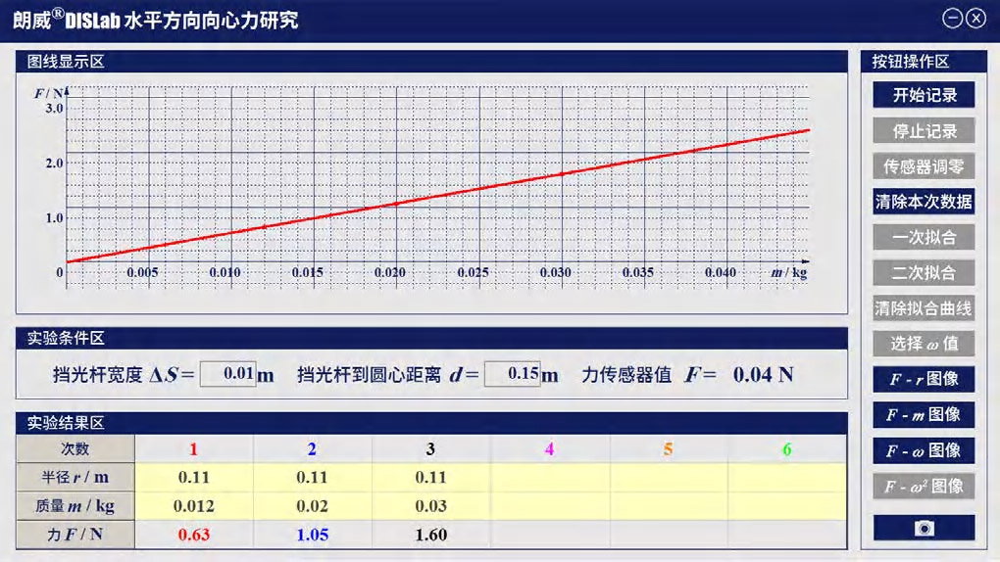 朗威®DISLab 水平方向向心力研究
图线显示区
F / N
3.0
2.0
1.0
0 0.005 0.010 0.015 0.020 0.025 0.030 0.035 0.040 m / kg
实验条件区
挡光杆宽度 ΔS = 0.01 m 挡光杆到圆心距离 d = 0.15 m 力传感器值 F = 0.04 N
实验结果区
次数 1 2 3 4 5 6
半径 r / m 0.11 0.11 0.11
质量 m / kg 0.012 0.02 0.03
力 F / N 0.63 1.05 1.60
按钮操作区
开始记录
停止记录
传感器调零
清除本次数据
一次拟合
二次拟合
清除拟合曲线
选择 ω 值
F - r 图像
F - m 图像
F - ω 图像
F - ω² 图像